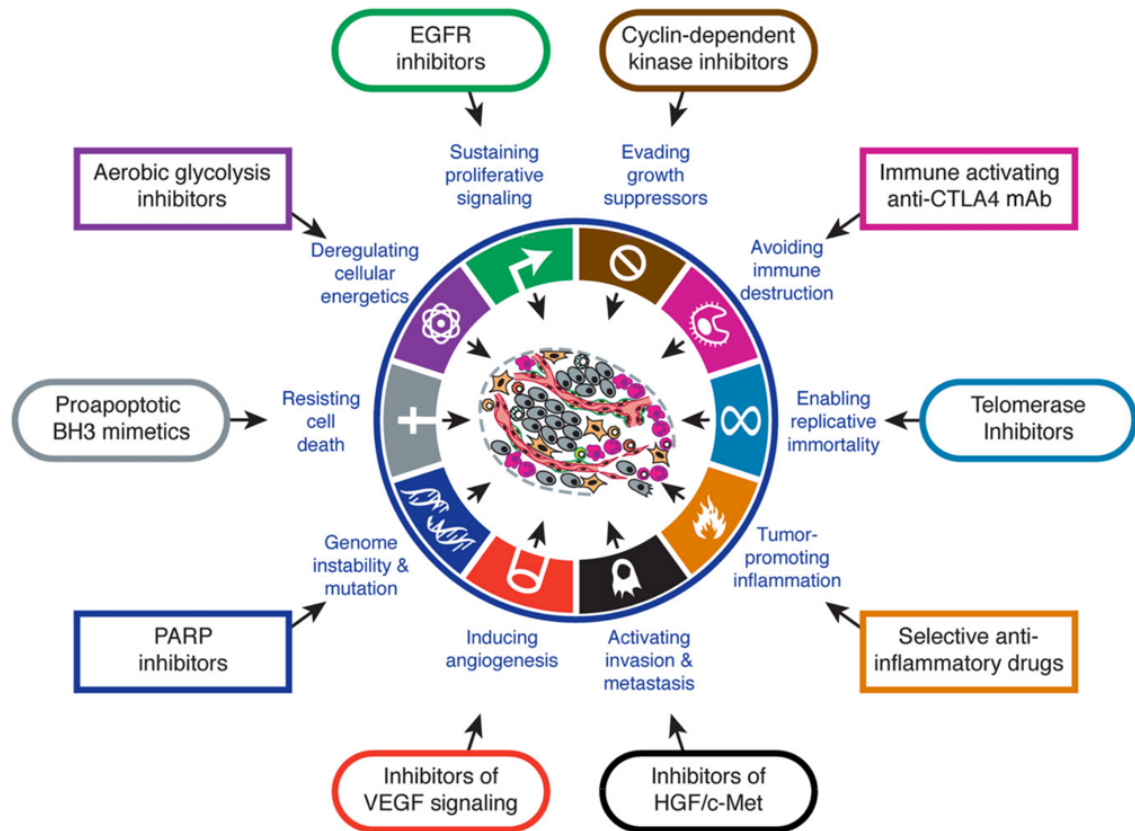 EGFR
inhibitors
Cyclin-dependent
kinase inhibitors
Sustaining
proliferative
signaling
Evading
growth
suppressors
Aerobic glycolysis
inhibitors
Immune activating
anti-CTLA4 mAb
Deregulating
cellular
energetics
Avoiding
immune
destruction
Proapoptotic
BH3 mimetics
Resisting
cell
death
Enabling
replicative
immortality
Telomerase
Inhibitors
Genome
instability &
mutation
Tumor-
promoting
inflammation
PARP
inhibitors
Inducing
angiogenesis
Activating
invasion &
metastasis
Selective anti-
inflammatory drugs
Inhibitors of
VEGF signaling
Inhibitors of
HGF/c-Met